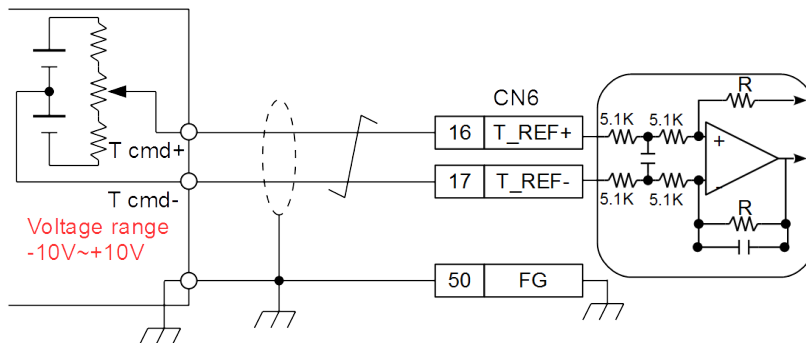 CN6
R
5.1K 5.1K
16 T_REF+
+
T cmd+
17 T_REF-
-
T cmd-
5.1K 5.1K
R
Voltage range
-10V~+10V
50 FG